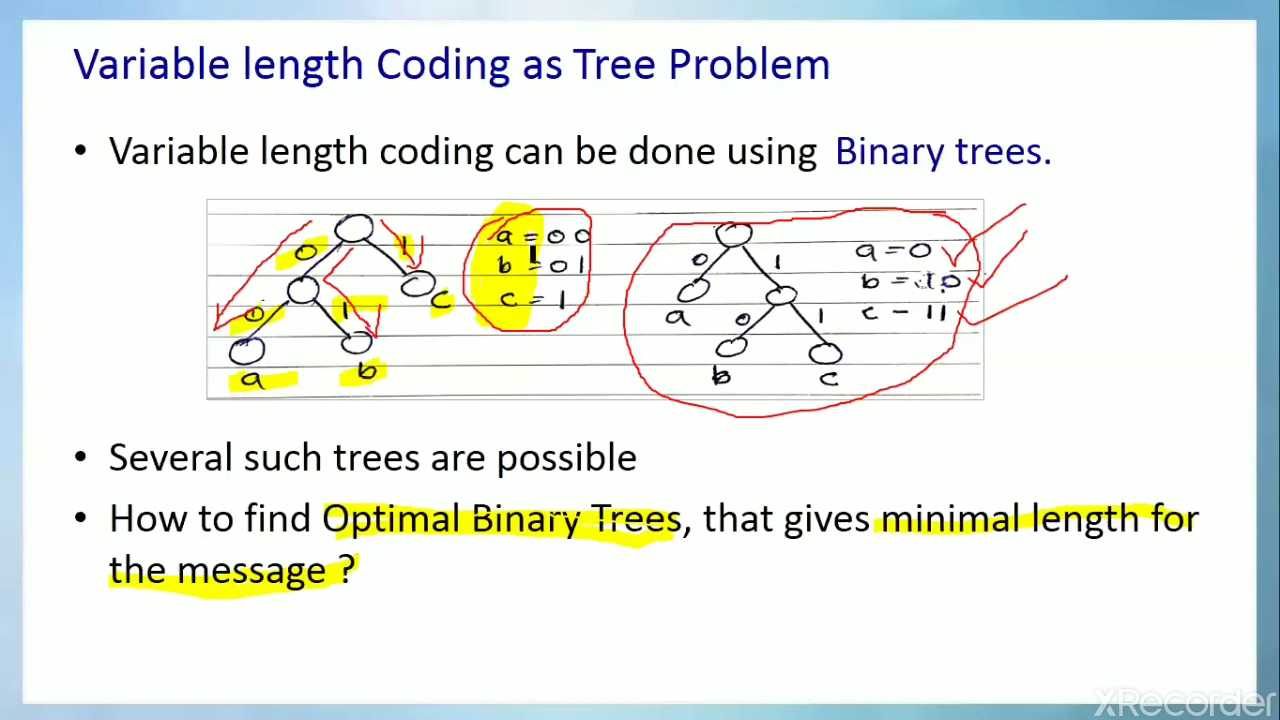 Variable length Coding as Tree Problem
• Variable length coding can be done using Binary trees.
0 1
a = 00
b = 01
c = 1
0 1 c
a b
0 1
a = 0
b = 10
c - 11
a 0 1
b c
• Several such trees are possible
• How to find Optimal Binary Trees, that gives minimal length for
the message ?
XRecorder